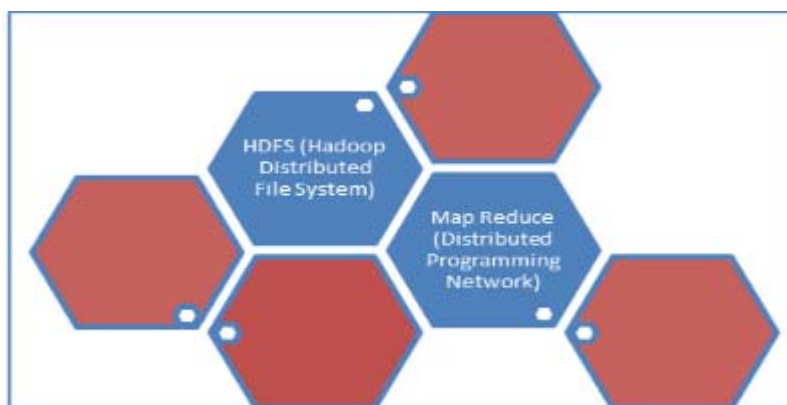 HDFS (Hadoop
Distributed
File System)
Map Reduce
(Distributed
Programming
Network)